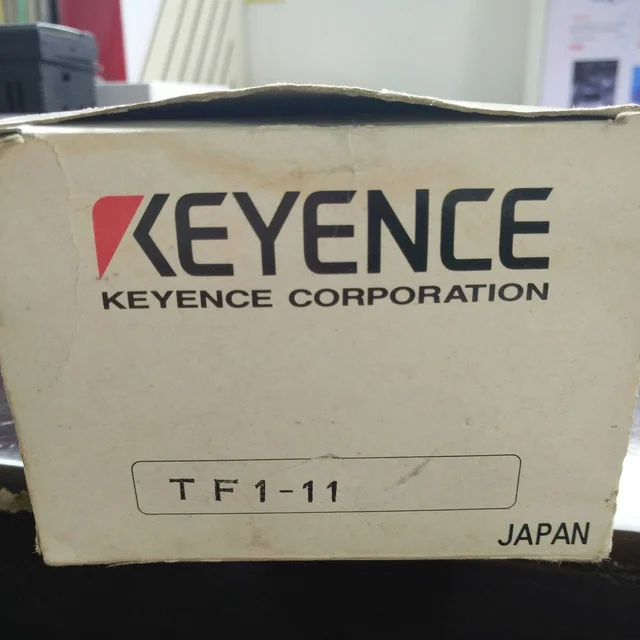 KEYENCE
KEYENCE CORPORATION
TF1-11
JAPAN